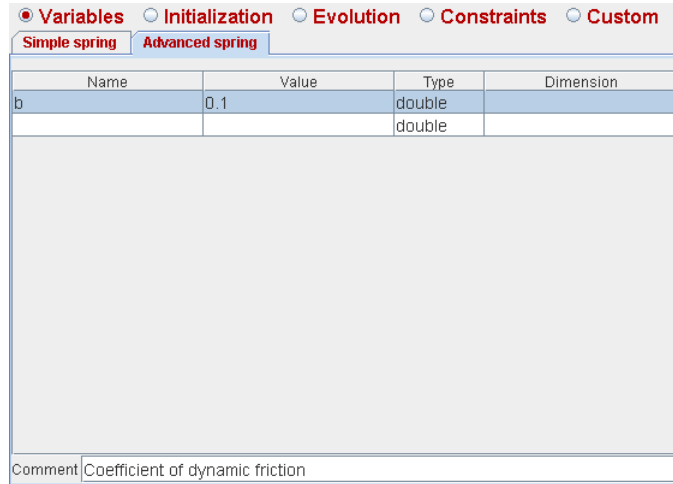 Variables Initialization Evolution Constraints Custom
Simple spring Advanced spring
Name Value Type Dimension
b 0.1 double
double
Comment Coefficient of dynamic friction